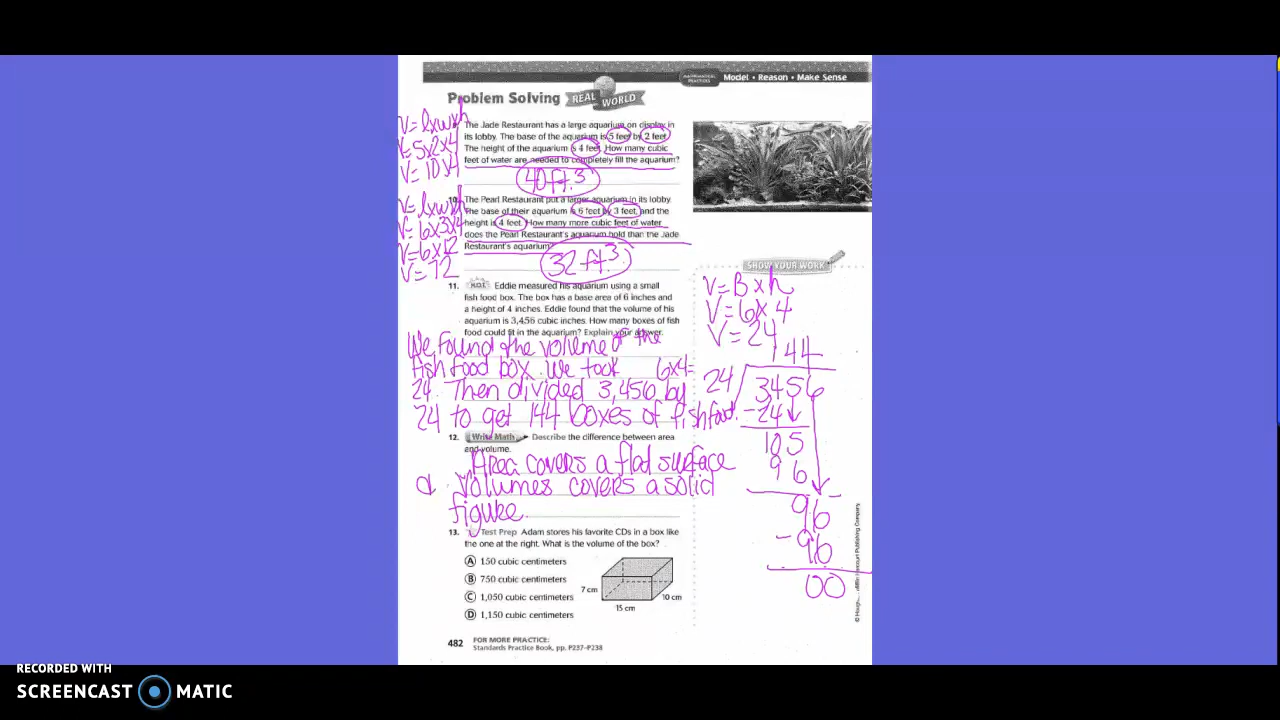 MATHEMATICAL PRACTICES Model • Reason • Make Sense
Problem Solving REAL WORLD
V=lxwxh
V=5x2x4
V=10x4
The Jade Restaurant has a large aquarium on display in
its lobby. The base of the aquarium is 5 feet by 2 feet.
The height of the aquarium is 4 feet. How many cubic
feet of water are needed to completely fill the aquarium?
40ft.³
V=lxwxh
V=6x3x4
V=6x12
V=72
10. The Pearl Restaurant put a larger aquarium in its lobby.
The base of their aquarium is 6 feet by 3 feet, and the
height is 4 feet. How many more cubic feet of water
does the Pearl Restaurant's aquarium hold than the Jade
Restaurant's aquarium
32 ft.³
11. H.O.T. Eddie measured his aquarium using a small
fish food box. The box has a base area of 6 inches and
a height of 4 inches. Eddie found that the volume of his
aquarium is 3,456 cubic inches. How many boxes of fish
food could fit in the aquarium? Explain your answer.
We found the volume of the
fish food box. We took 6x4=
24. Then divided 3,456 by
24 to get 144 boxes of fish food.
12. Write Math Describe the difference between area
and volume.
Area covers a flat surface
d volumes covers a solid
figure.
13. Test Prep Adam stores his favorite CDs in a box like
the one at the right. What is the volume of the box?
A 150 cubic centimeters
B 750 cubic centimeters
C 1,050 cubic centimeters
D 1,150 cubic centimeters
7 cm
10 cm
15 cm
SHOW YOUR WORK
V=Bxh
V=6x4
V=24
144
24 3456
-24
105
96
96
-96
00
482 FOR MORE PRACTICE:
Standards Practice Book, pp. P237–P238
RECORDED WITH
SCREENCAST MATIC